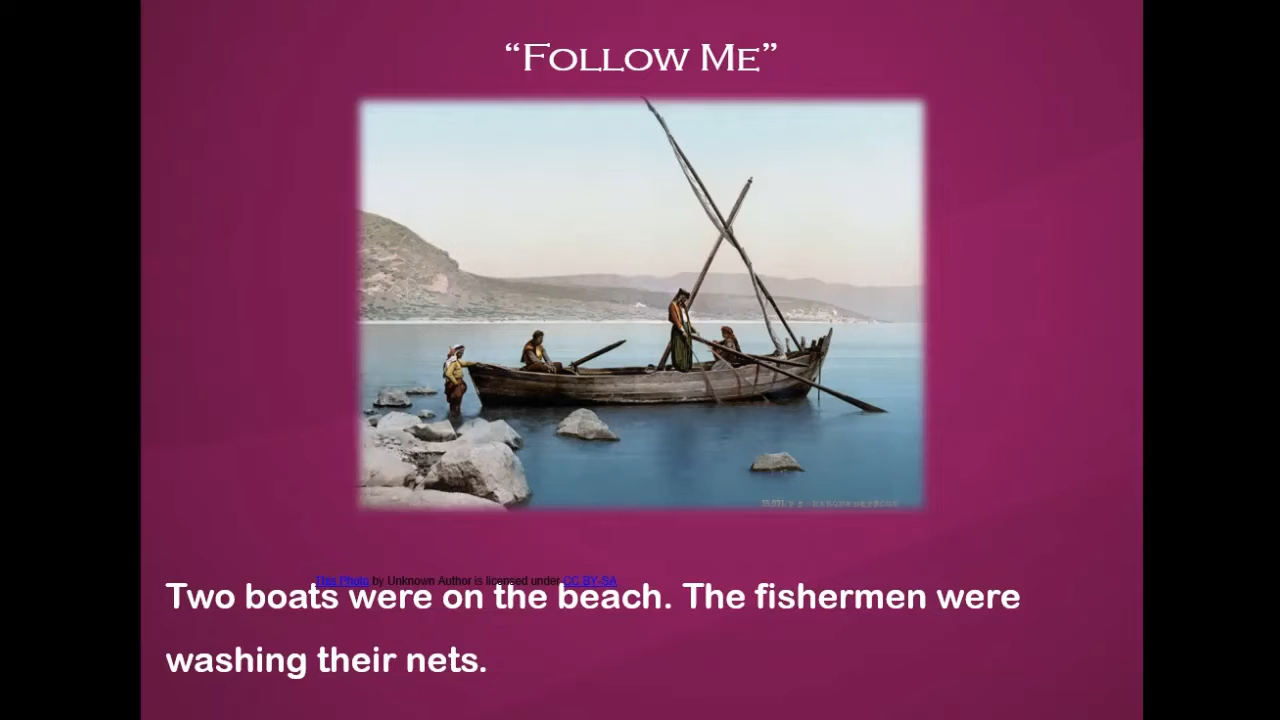 “Follow Me”
This Photo by Unknown Author is licensed under CC BY-SA
Two boats were on the beach. The fishermen were
washing their nets.